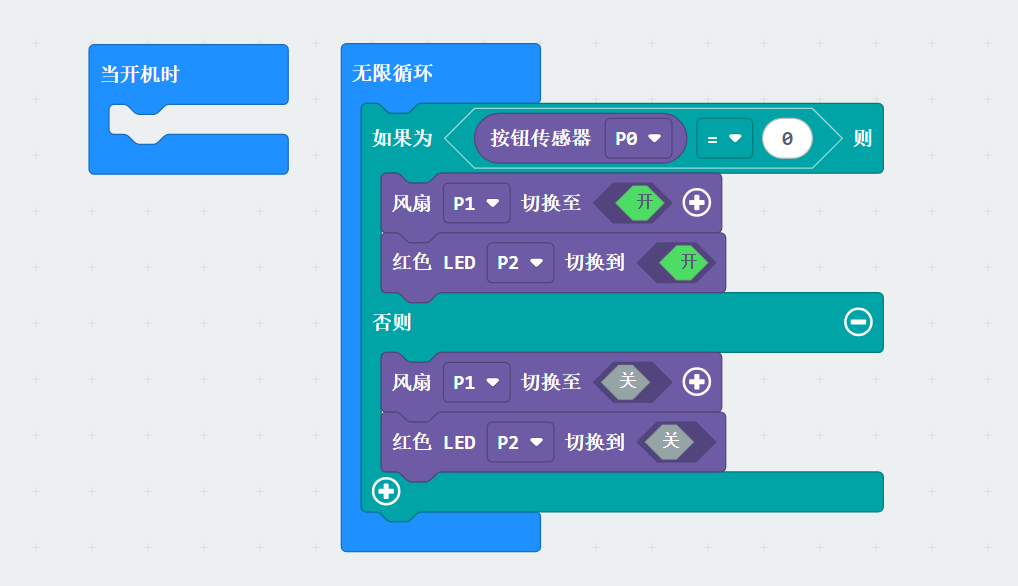 当开机时
无限循环
如果为 按钮传感器 P0 = 0 则
风扇 P1 切换至 开
红色 LED P2 切换到 开
否则
风扇 P1 切换至 关
红色 LED P2 切换到 关